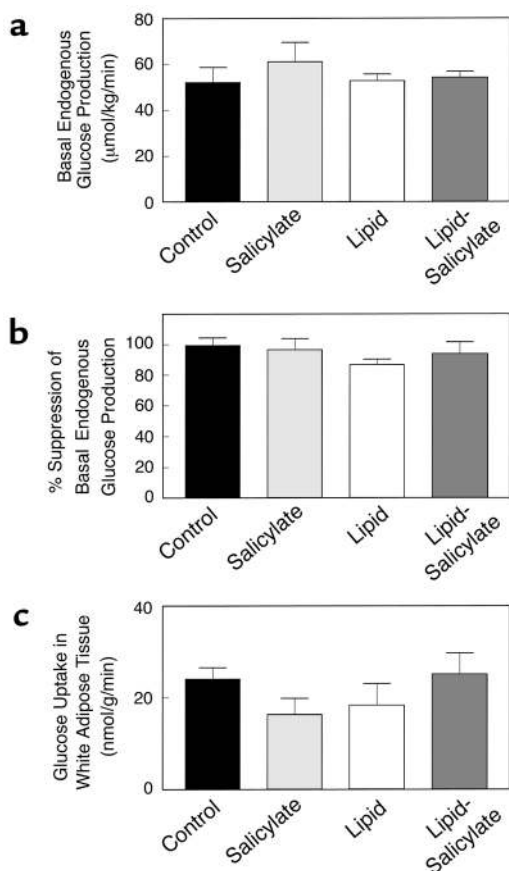 a
Basal Endogenous
Glucose Production
(μmol/kg/min)
80
60
40
20
0
Control
Salicylate
Lipid
Lipid-
Salicylate
b
% Suppression of
Basal Endogenous
Glucose Production
100
80
60
40
20
0
Control
Salicylate
Lipid
Lipid-
Salicylate
c
Glucose Uptake in
White Adipose Tissue
(nmol/g/min)
40
20
0
Control
Salicylate
Lipid
Lipid-
Salicylate